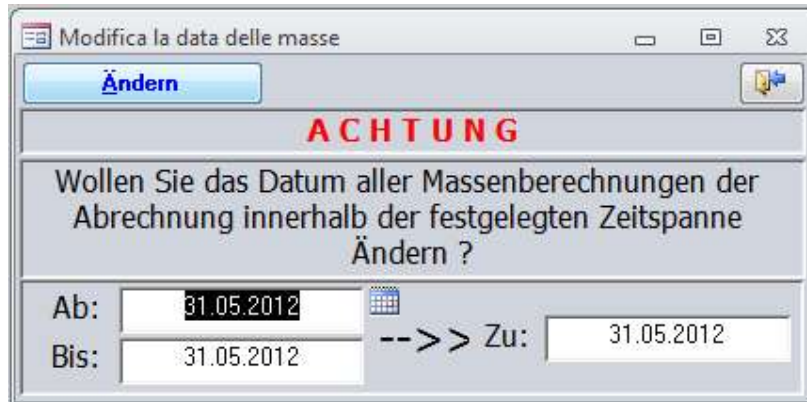 Modifica la data delle masse
Ändern
ACHTUNG
Wollen Sie das Datum aller Massenberechnungen der
Abrechnung innerhalb der festgelegten Zeitspanne
Ändern ?
Ab: 31.05.2012
-->> Zu: 31.05.2012
Bis: 31.05.2012